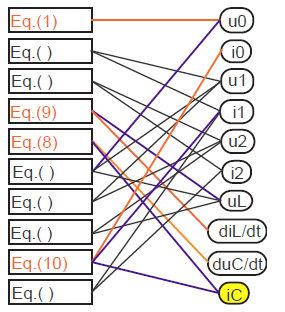 Eq.(1) u0
Eq.( ) i0
Eq.( ) u1
Eq.(9) i1
Eq.(8) u2
Eq.( ) i2
Eq.( ) uL
Eq.( ) diL/dt
Eq.(10) duC/dt
Eq.( ) iC